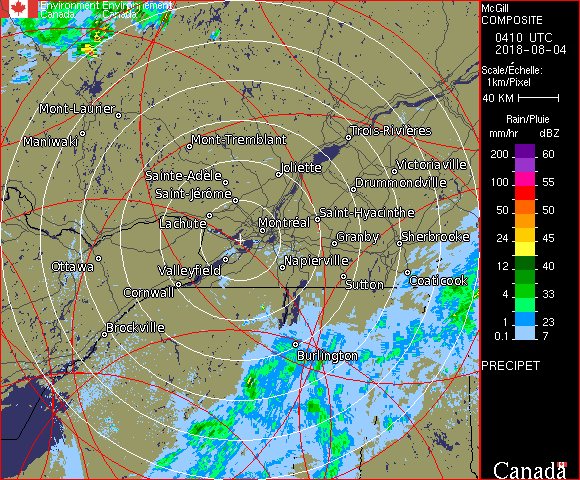 Environment Environnement
Canada Canada
McGill
COMPOSITE
0410 UTC
2018-08-04
Scale/Échelle:
1km/Pixel
40 KM
Rain/Pluie
mm/hr dBZ
200 60
100 55
50 50
24 45
12 40
4 33
1 23
0.1 7
PRECIPET
Canada
Mont-Laurier
Maniwaki
Mont-Tremblant
Trois-Rivières
Sainte-Adèle
Joliette
Victoriaville
Saint-Jérôme
Drummondville
Lachute
Montréal
Saint-Hyacinthe
Granby
Sherbrooke
Ottawa
Valleyfield
Napierville
Cornwall
Sutton
Coaticook
Brockville
Burlington